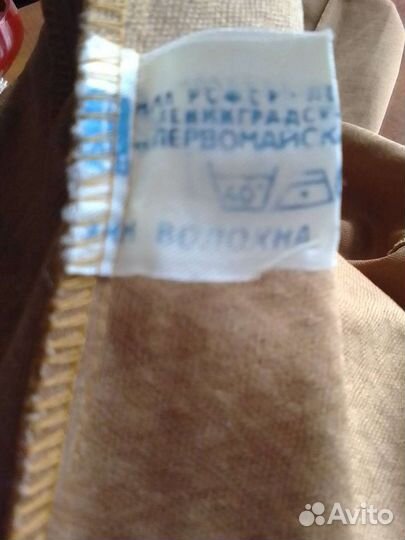 РСФСР
ЛЕНИНГРАДСК
ПЕРВОМАЙСК
60°
ВОЛОКНА
Avito